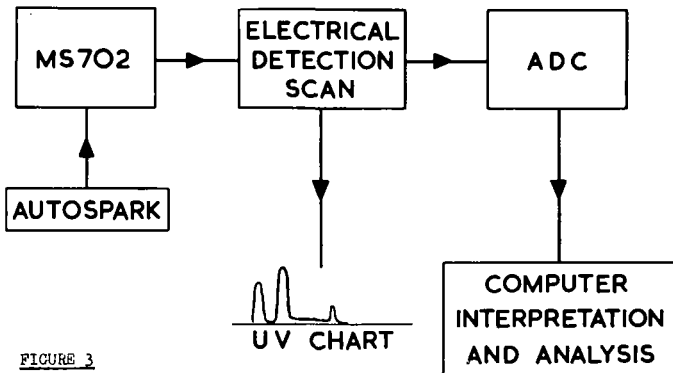 MS702
ELECTRICAL
DETECTION
SCAN
ADC
AUTOSPARK
UV CHART
COMPUTER
INTERPRETATION
AND ANALYSIS
FIGURE 3